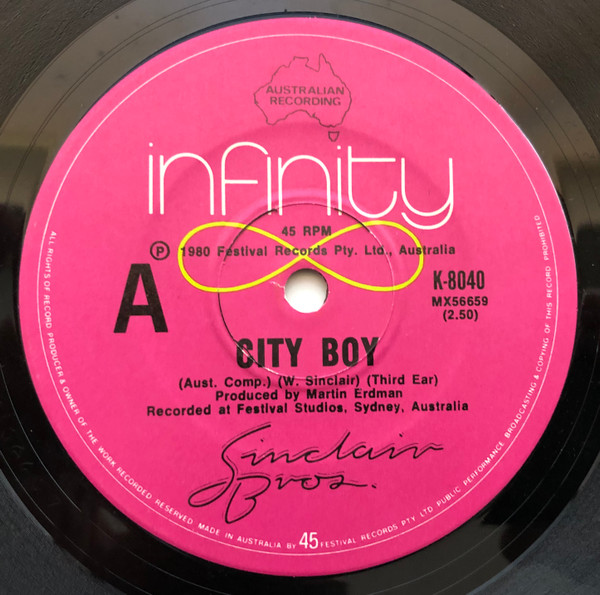 AUSTRALIAN
RECORDING
infinity
45 RPM
℗ 1980 Festival Records Pty. Ltd., Australia
A
K-8040
MX56659
(2.50)
CITY BOY
(Aust. Comp.) (W. Sinclair) (Third Ear)
Produced by Martin Erdman
Recorded at Festival Studios, Sydney, Australia
Sinclair
Bros.
ALL RIGHTS OF RECORD PRODUCER & OWNER OF THE WORK RECORDED RESERVED MADE IN AUSTRALIA BY 45 FESTIVAL RECORDS PTY LTD PUBLIC PERFORMANCE BROADCASTING & COPYING OF THIS RECORD PROHIBITED